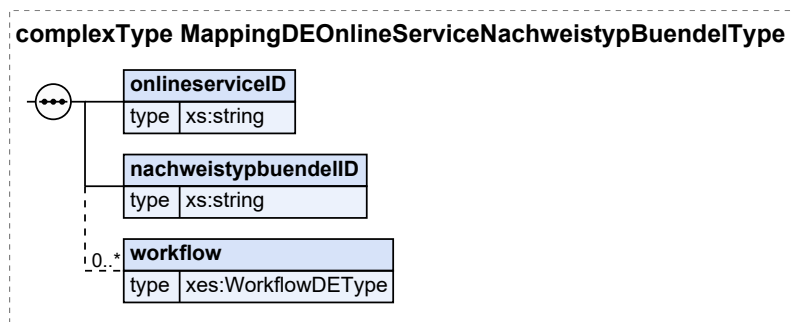 complexType MappingDEOnlineServiceNachweistypBuendelType
onlineserviceID
type xs:string
nachweistypbuendelID
type xs:string
0..* workflow
type xes:WorkflowDEType